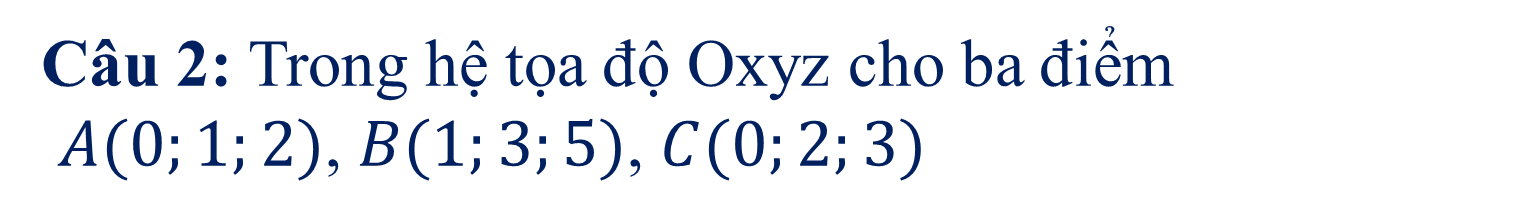 Câu 2: Trong hệ tọa độ Oxyz cho ba điểm
A(0; 1; 2), B(1; 3; 5), C(0; 2; 3)